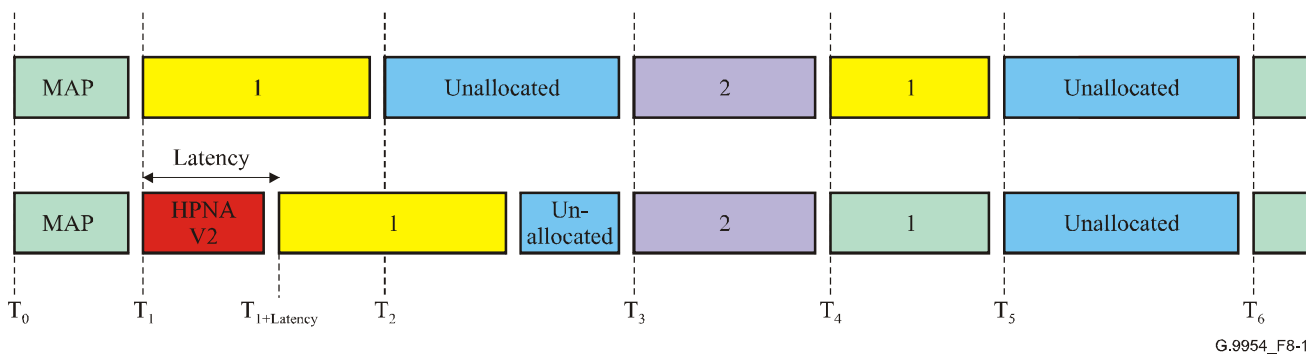 MAP 1 Unallocated 2 1 Unallocated
Latency
MAP HPNA V2 1 Un-allocated 2 1 Unallocated
T0 T1 T1+Latency T2 T3 T4 T5 T6
G.9954_F8-1